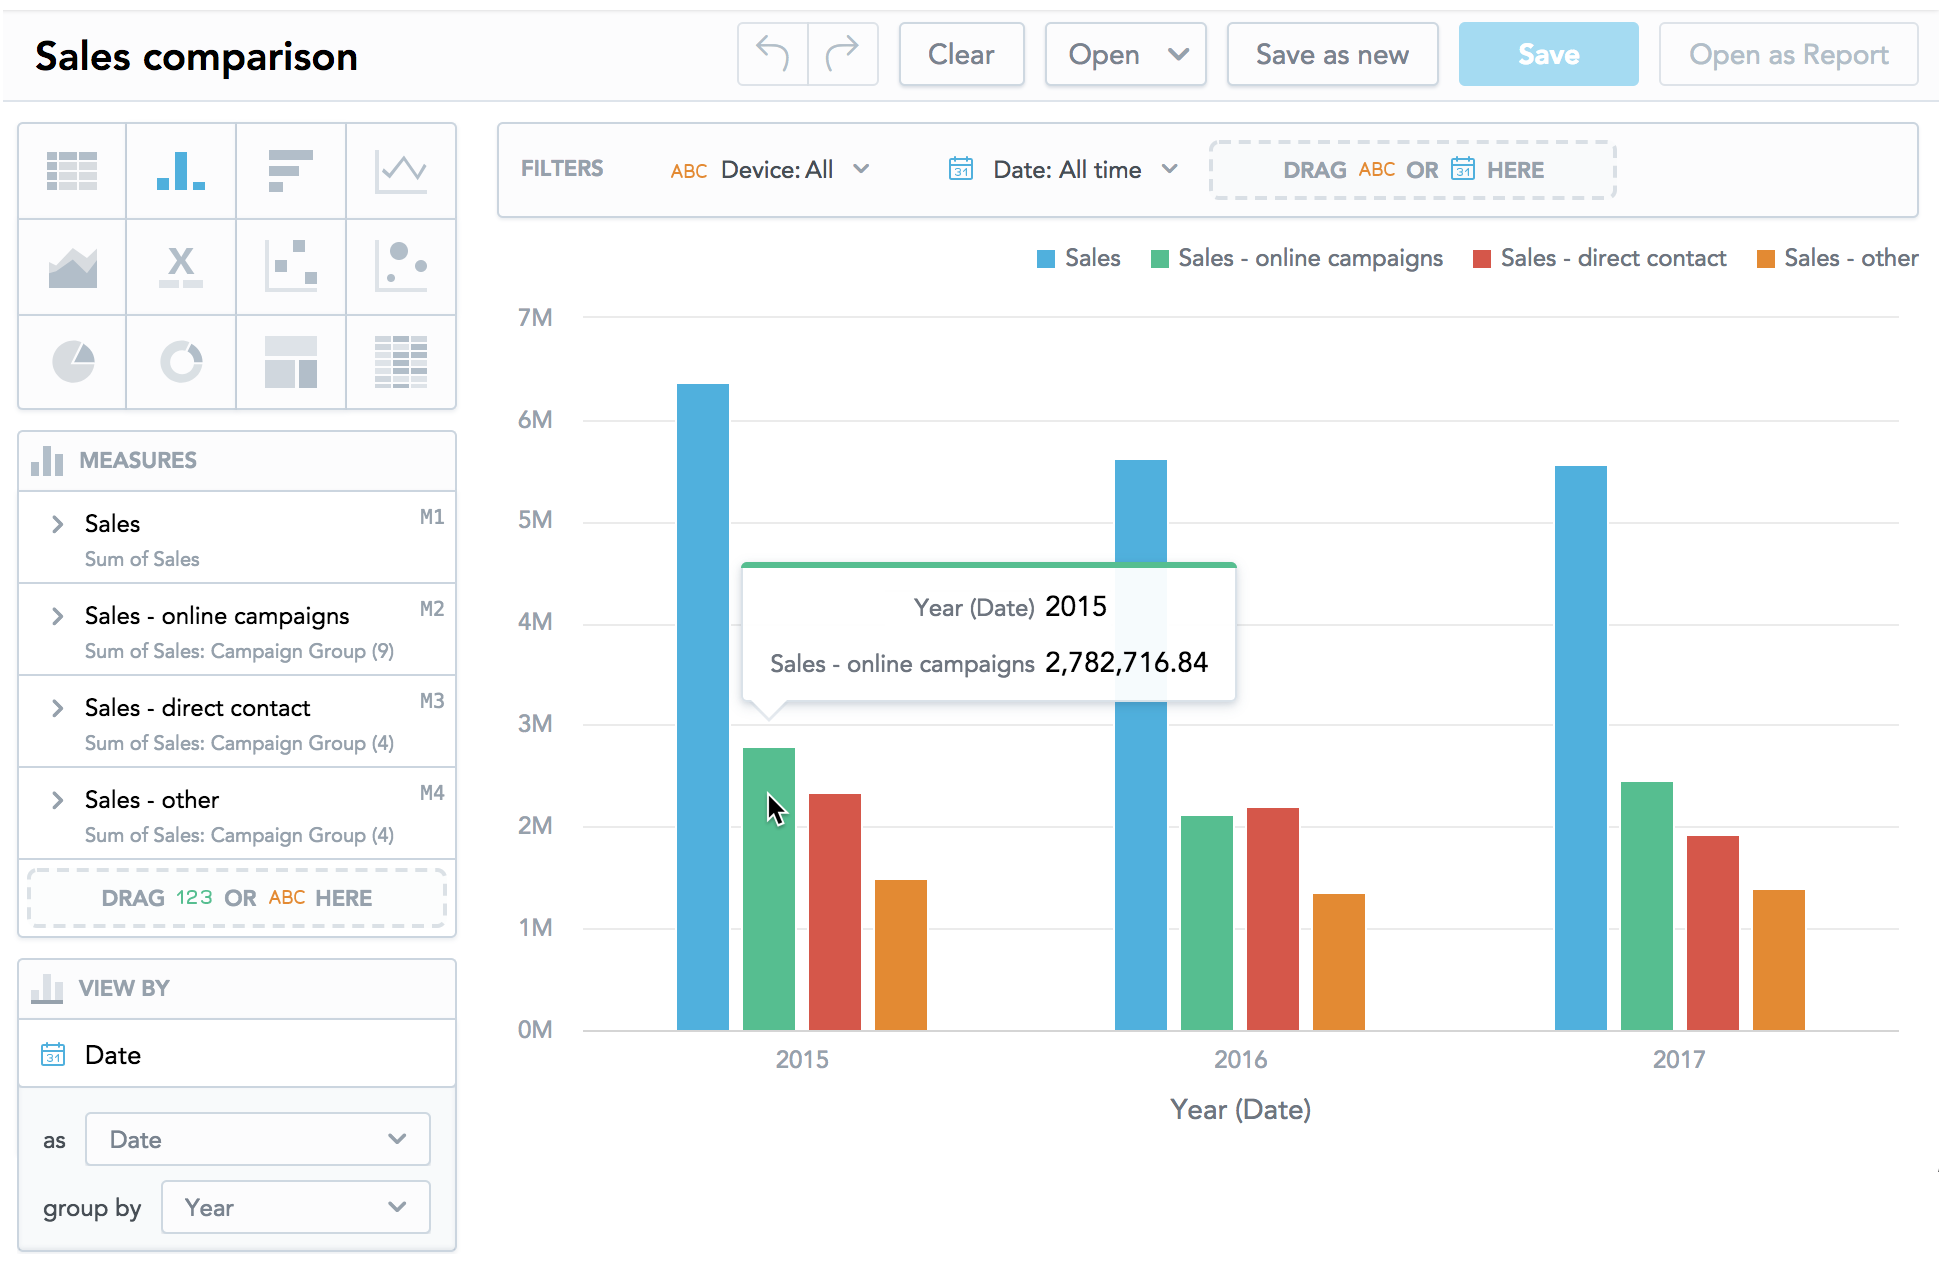 Sales comparison
Clear
Open
Save as new
Save
Open as Report
FILTERS
ABC Device: All
31 Date: All time
DRAG ABC OR 31 HERE
Sales
Sales - online campaigns
Sales - direct contact
Sales - other
X
MEASURES
Sales M1
Sum of Sales
Sales - online campaigns M2
Sum of Sales: Campaign Group (9)
Sales - direct contact M3
Sum of Sales: Campaign Group (4)
Sales - other M4
Sum of Sales: Campaign Group (4)
DRAG 123 OR ABC HERE
VIEW BY
31 Date
as Date
group by Year
7M
6M
5M
4M
3M
2M
1M
0M
Year (Date) 2015
Sales - online campaigns 2,782,716.84
2015
2016
2017
Year (Date)